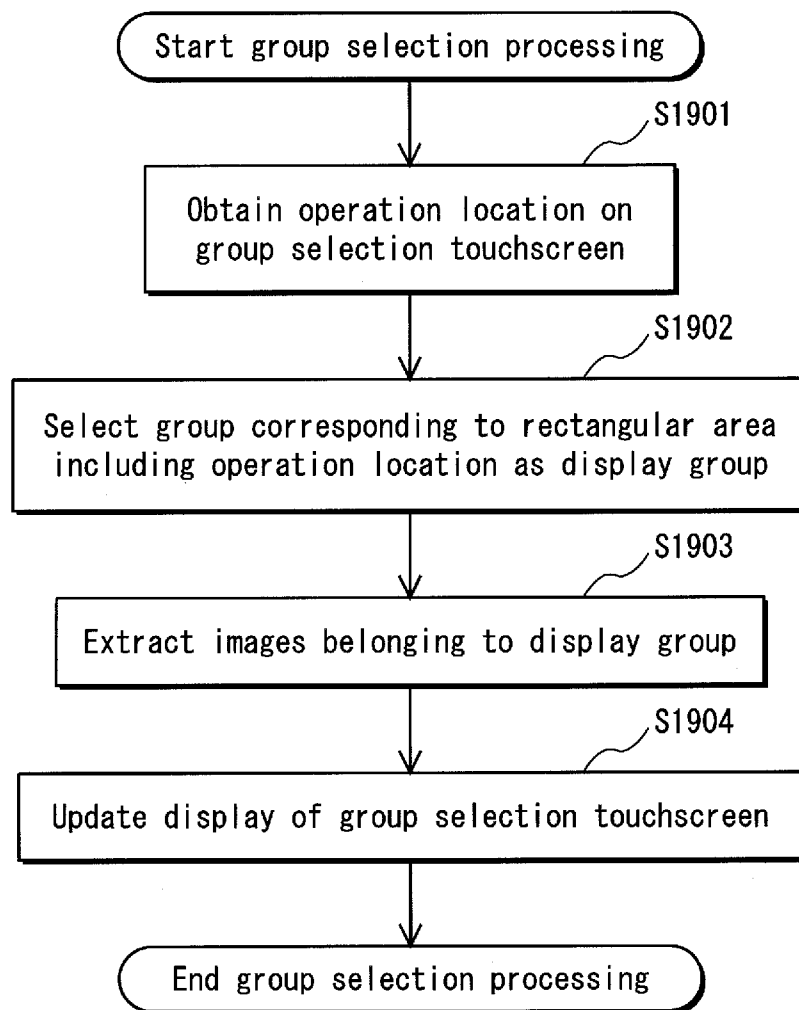 Start group selection processing
S1901
Obtain operation location on
group selection touchscreen
S1902
Select group corresponding to rectangular area
including operation location as display group
S1903
Extract images belonging to display group
S1904
Update display of group selection touchscreen
End group selection processing